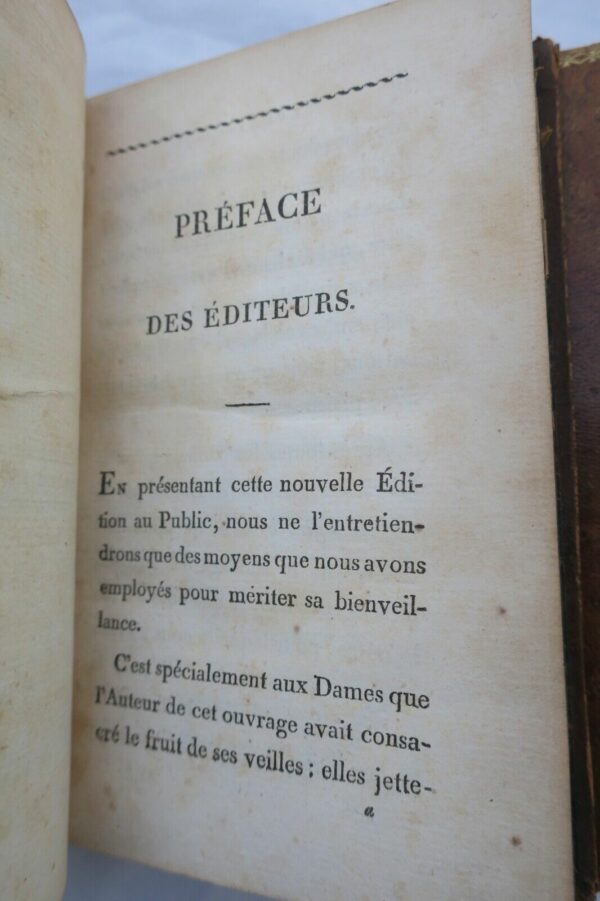 PRÉFACE
DES ÉDITEURS.
EN présentant cette nouvelle Édi-
tion au Public, nous ne l'entretien-
drons que des moyens que nous avons
employés pour mériter sa bienveil-
lance.
C'est spécialement aux Dames que
l'Auteur de cet ouvrage avait consa-
cré le fruit de ses veilles ; elles jette-
a